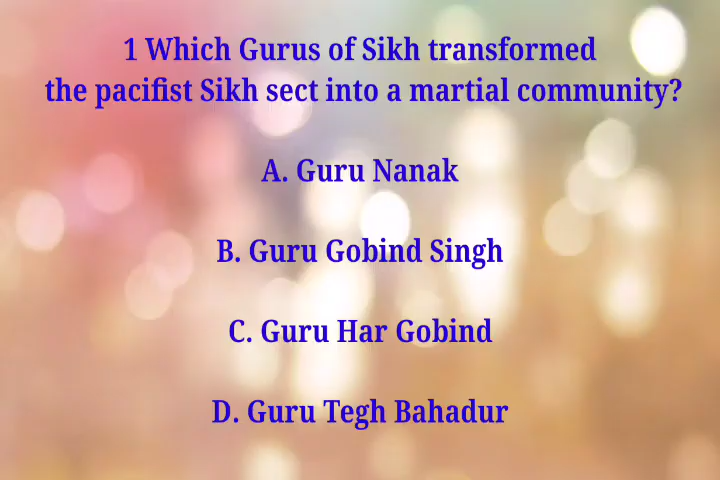 1 Which Gurus of Sikh transformed
the pacifist Sikh sect into a martial community?
A. Guru Nanak
B. Guru Gobind Singh
C. Guru Har Gobind
D. Guru Tegh Bahadur